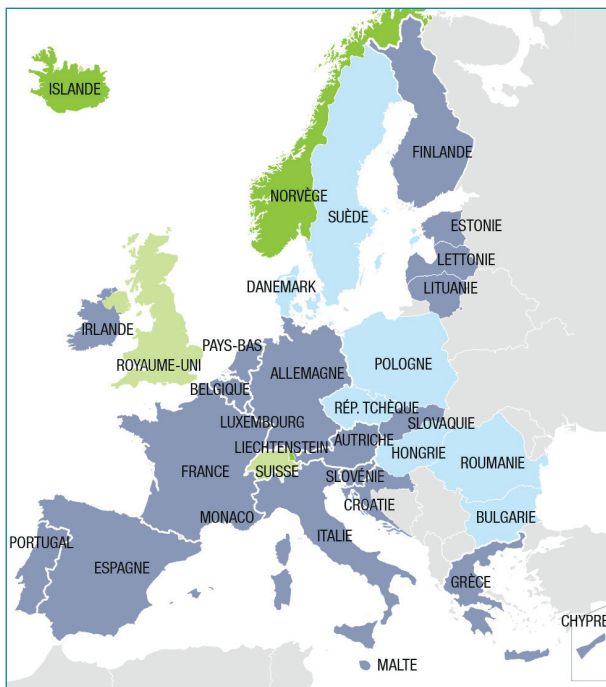 ISLANDE
FINLANDE
NORVÈGE
SUÈDE
ESTONIE
LETTONIE
DANEMARK
LITUANIE
IRLANDE
PAYS-BAS
ROYAUME-UNI
ALLEMAGNE
POLOGNE
BELGIQUE
RÉP. TCHÈQUE
LUXEMBOURG
SLOVAQUIE
AUTRICHE
LIECHTENSTEIN
HONGRIE
ROUMANIE
FRANCE
SUISSE
SLOVÉNIE
CROATIE
MONACO
BULGARIE
ITALIE
PORTUGAL
ESPAGNE
GRÈCE
CHYPRE
MALTE